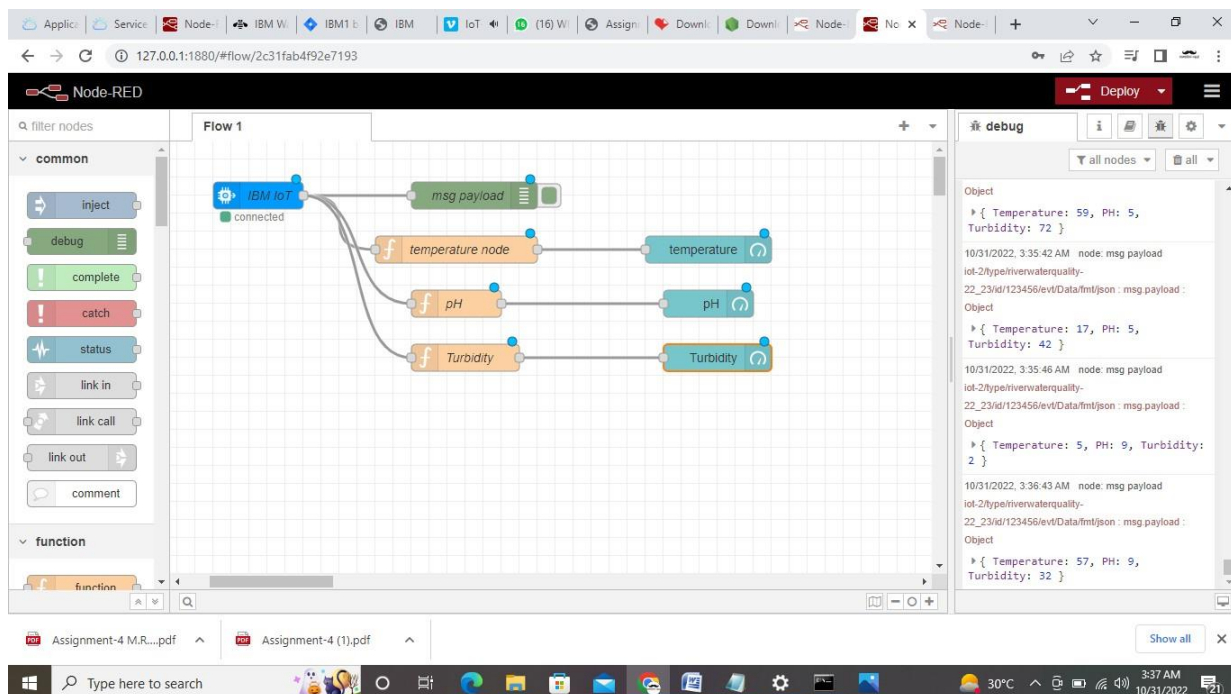 Applica
Service
Node-F
IBM W
IBM1 b
IBM
IoT
(16) W
Assign
Downlo
Downl
Node-
No
Node-
127.0.0.1:1880/#flow/2c31fab4f92e7193
Node-RED
Deploy
filter nodes
Flow 1
debug
i
common
all nodes
all
inject
debug
complete
catch
status
link in
link call
link out
comment
function
function
IBM IoT
connected
msg payload
temperature node
temperature
pH
pH
Turbidity
Turbidity
Object
{ Temperature: 59, PH: 5,
Turbidity: 72 }
10/31/2022, 3:35:42 AM node: msg payload
iot-2/type/riverwaterquality-
22_23/id/123456/evt/Data/fmt/json : msg.payload :
Object
{ Temperature: 17, PH: 5,
Turbidity: 42 }
10/31/2022, 3:35:46 AM node: msg payload
iot-2/type/riverwaterquality-
22_23/id/123456/evt/Data/fmt/json : msg.payload :
Object
{ Temperature: 5, PH: 9, Turbidity:
2 }
10/31/2022, 3:36:43 AM node: msg payload
iot-2/type/riverwaterquality-
22_23/id/123456/evt/Data/fmt/json : msg.payload :
Object
{ Temperature: 57, PH: 9,
Turbidity: 32 }
Assignment-4 M.R....pdf
Assignment-4 (1).pdf
Show all
Type here to search
30°C
3:37 AM
10/31/2022